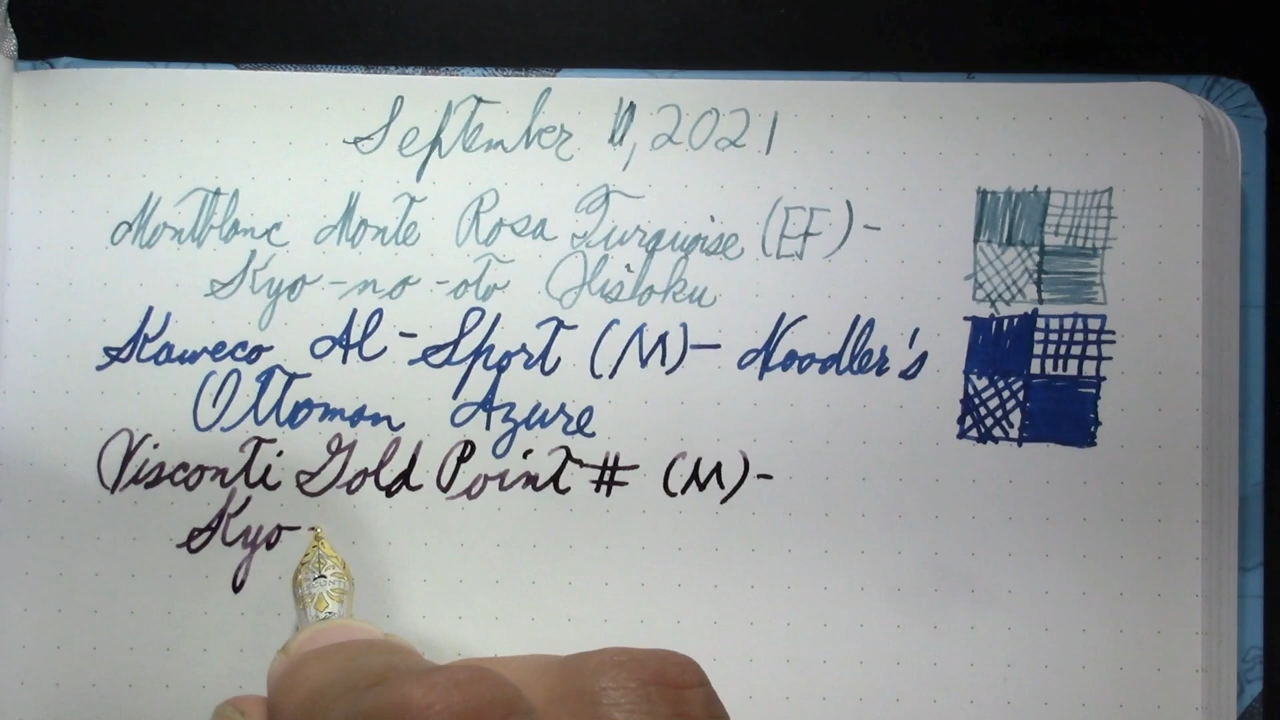 September 11, 2021
Montblanc Monte Rosa Turquoise (EF) -
Kyo-no-oto Hisoku
Kaweco Al-Sport (M) - Noodler's
Ottoman Azure
Visconti Gold Point # (M) -
Kyo -